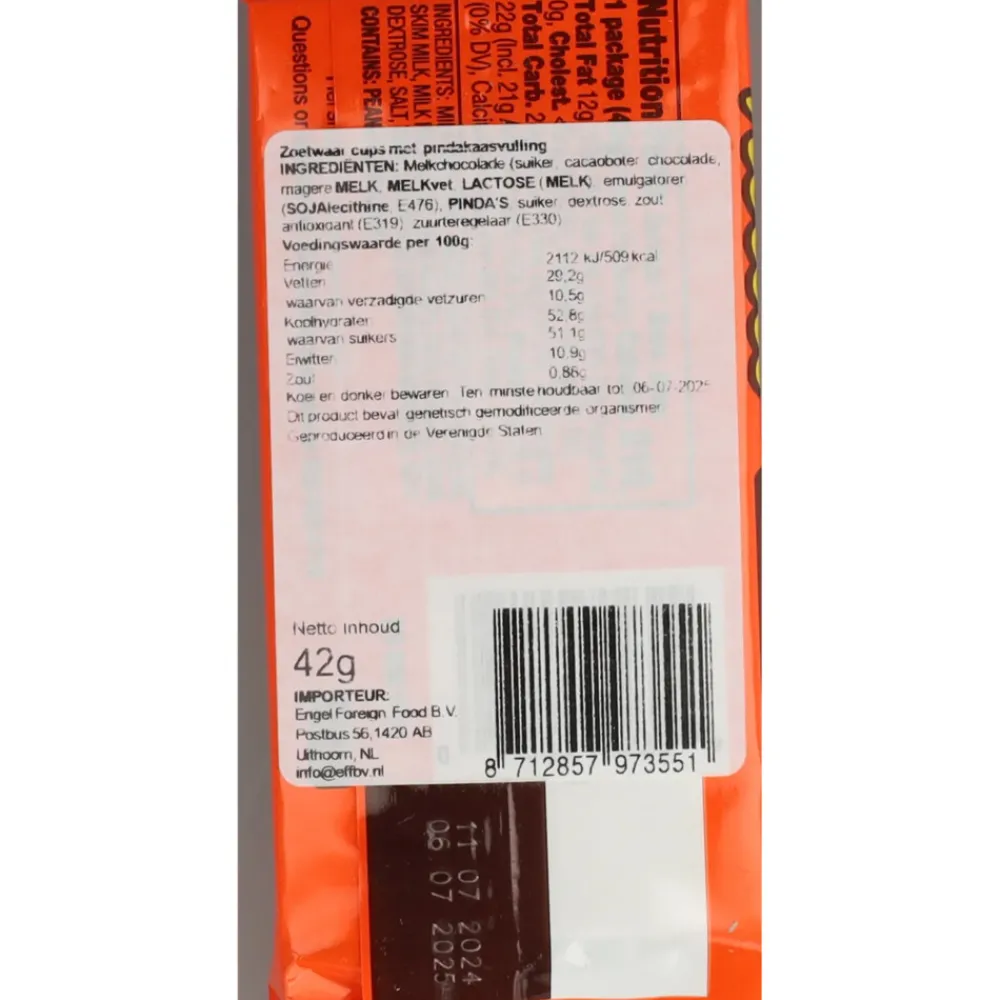 Nutrition
1 package (4
Total Fat 12g
0g, Cholest. <
Total Carb. 2
22g (Incl. 21g A
(0% DV), Calci
INGREDIENTS: MI
SKIM MILK, MILK
DEXTROSE, SALT,
CONTAINS: PEAN
Questions or
Zoetwaar cups met pindakaasvulling
INGREDIËNTEN: Melkchocolade (suiker, cacaoboter, chocolade,
magere MELK, MELKvet, LACTOSE (MELK), emulgatorer
(SOJAlecithine, E476), PINDA'S, suiker, dextrose, zout
antioxidant (E319), zuurteregelaar (E330)
Voedingswaarde per 100g:
Energie 2112 kJ/509 kcal
Vetten 29,2g
waarvan verzadigde vetzuren 10,5g
Koolhydraten 52,8g
waarvan suikers 51,1g
Eiwitten 10,9g
Zout 0,86g
Koel en donker bewaren. Ten minste houdbaar tot: 06-07-2025
Dit product bevat genetisch gemodificeerde organismen
Geproduceerd in de Verenigde Staten
Netto inhoud
42g
IMPORTEUR:
Engel Foreign Food B.V.
Postbus 56, 1420 AB
Uithoorn, NL
info@effbv.nl
8 712857 973551
11 07 2024
06 07 2025